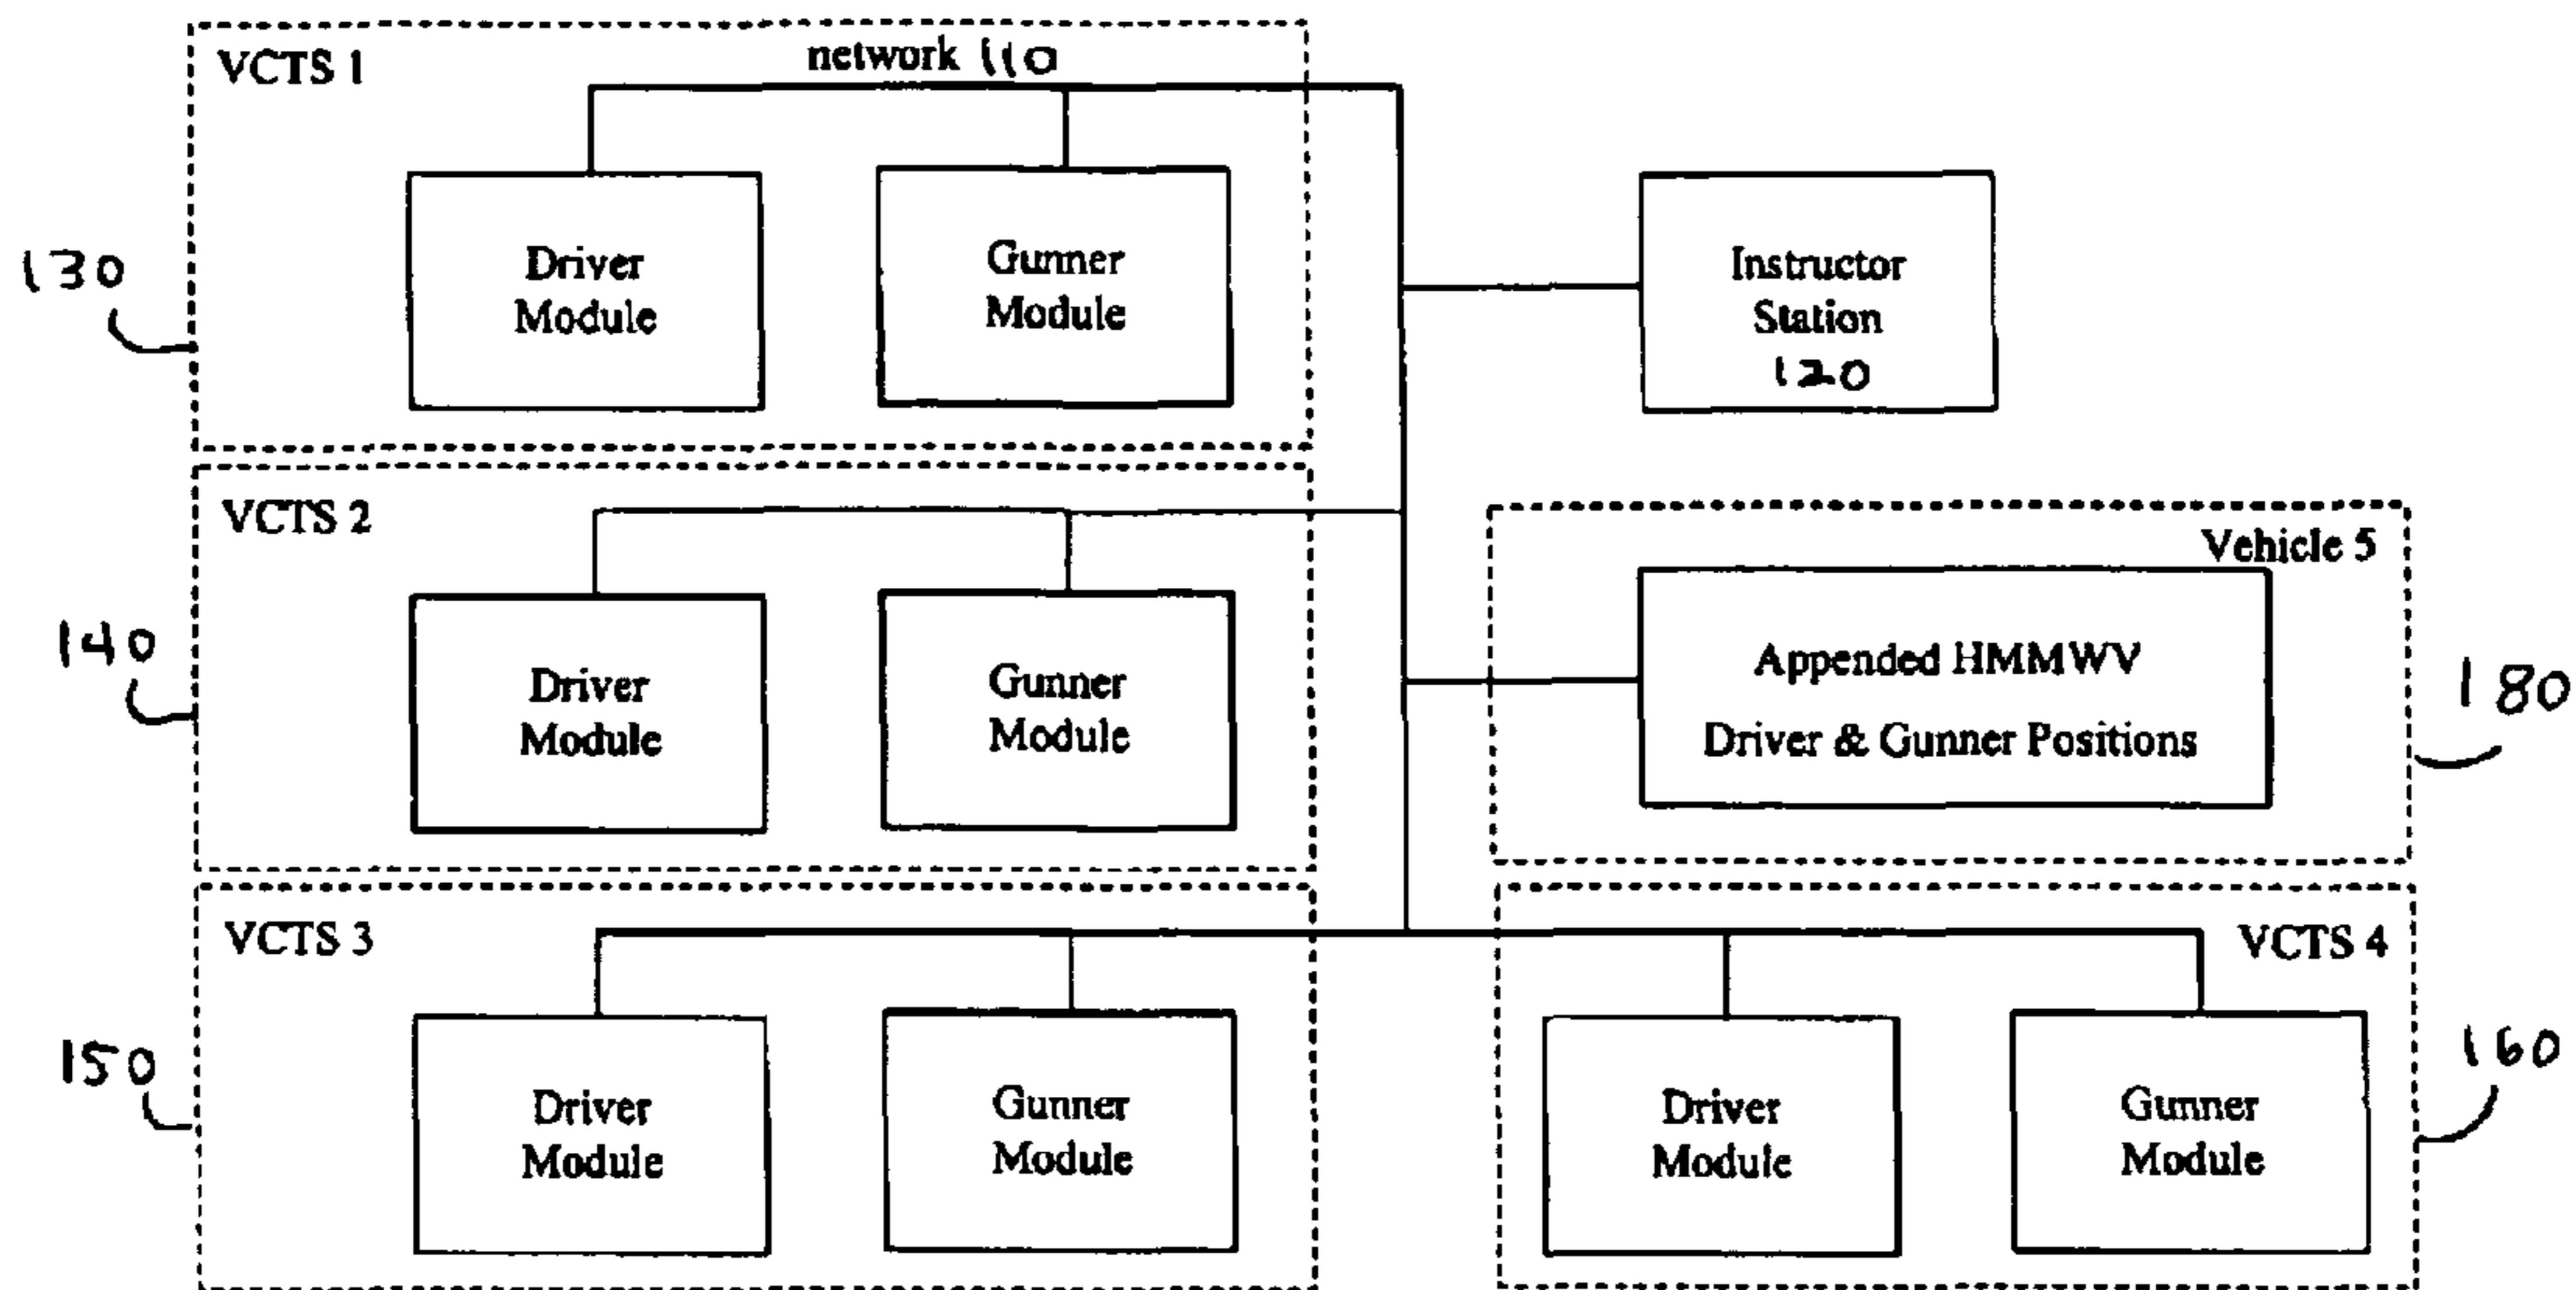 VCTS 1
network 110
Driver
Module
Gunner
Module
130
Instructor
Station
120
VCTS 2
Driver
Module
Gunner
Module
140
Vehicle 5
Appended HMMWV
Driver & Gunner Positions
180
VCTS 3
Driver
Module
Gunner
Module
150
VCTS 4
Driver
Module
Gunner
Module
160